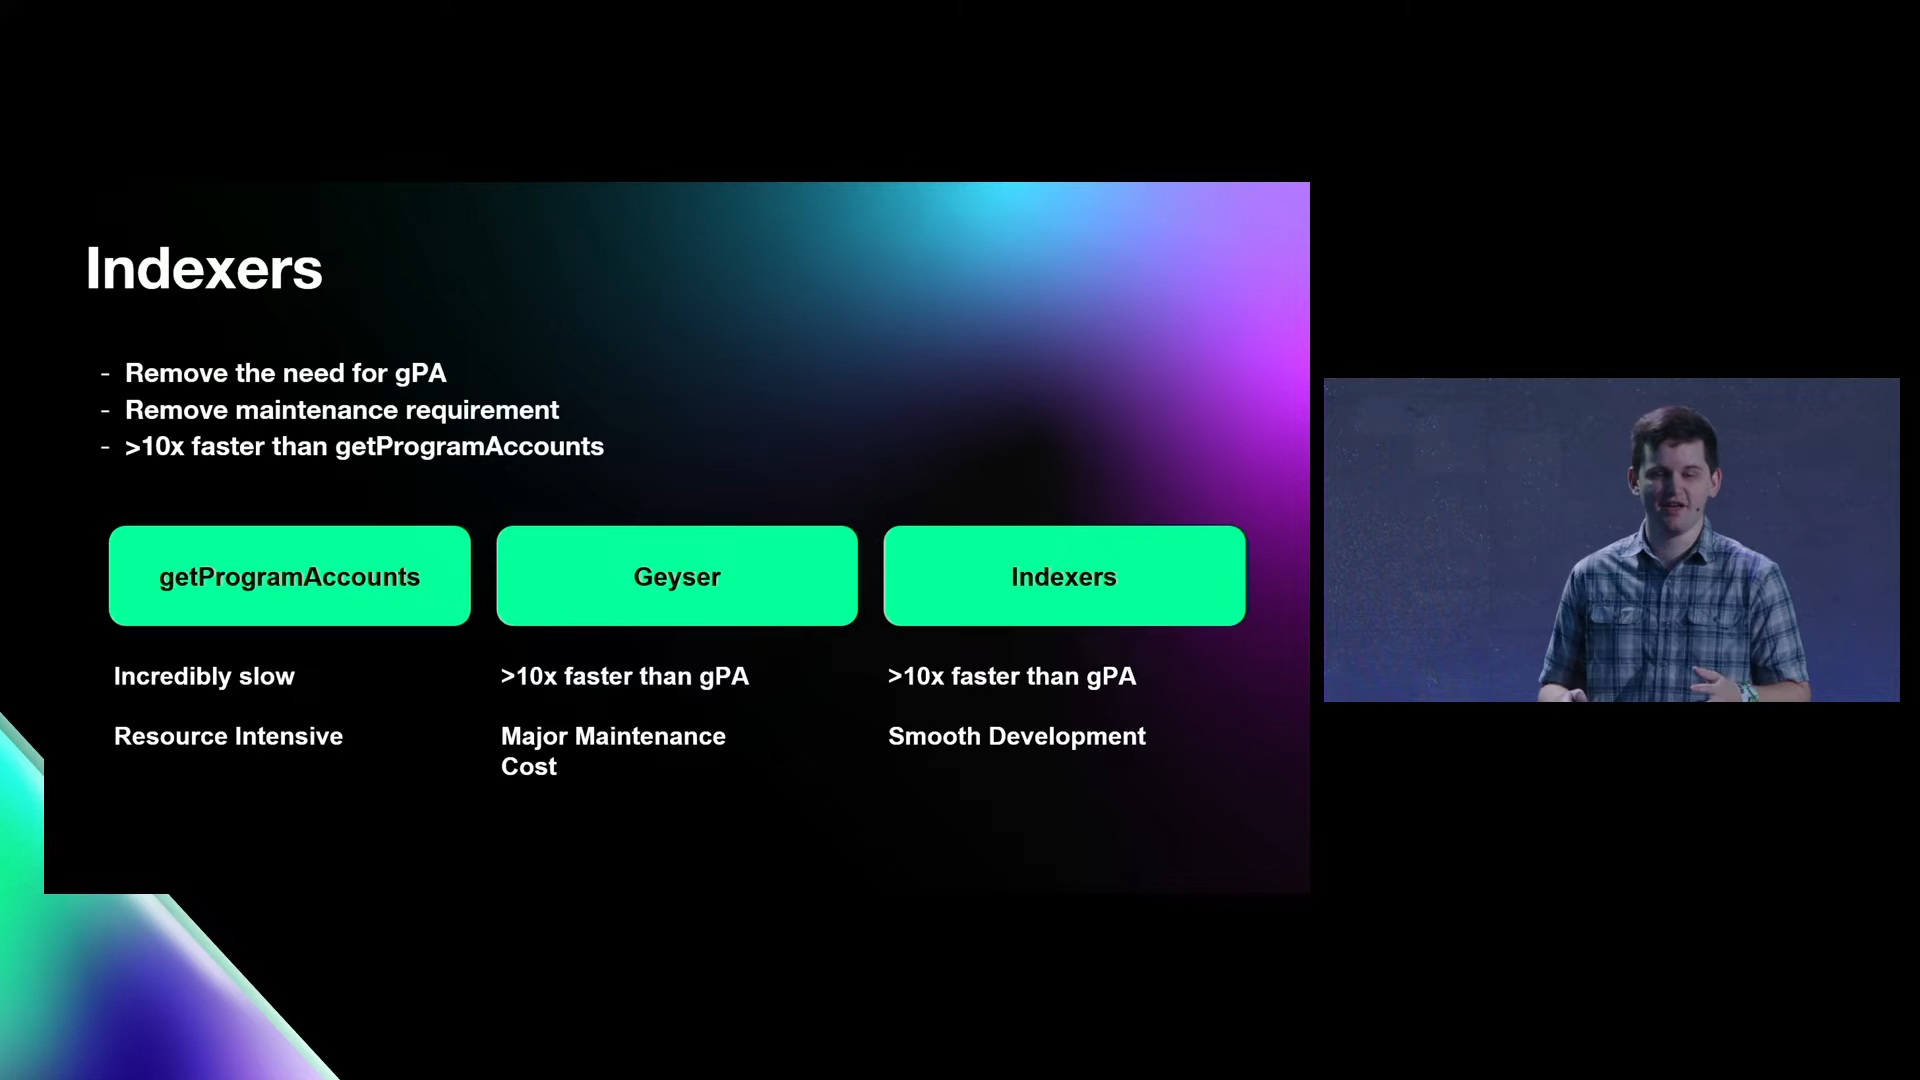 Indexers
- Remove the need for gPA
- Remove maintenance requirement
- >10x faster than getProgramAccounts
getProgramAccounts
Geyser
Indexers
Incredibly slow
>10x faster than gPA
>10x faster than gPA
Resource Intensive
Major Maintenance
Cost
Smooth Development